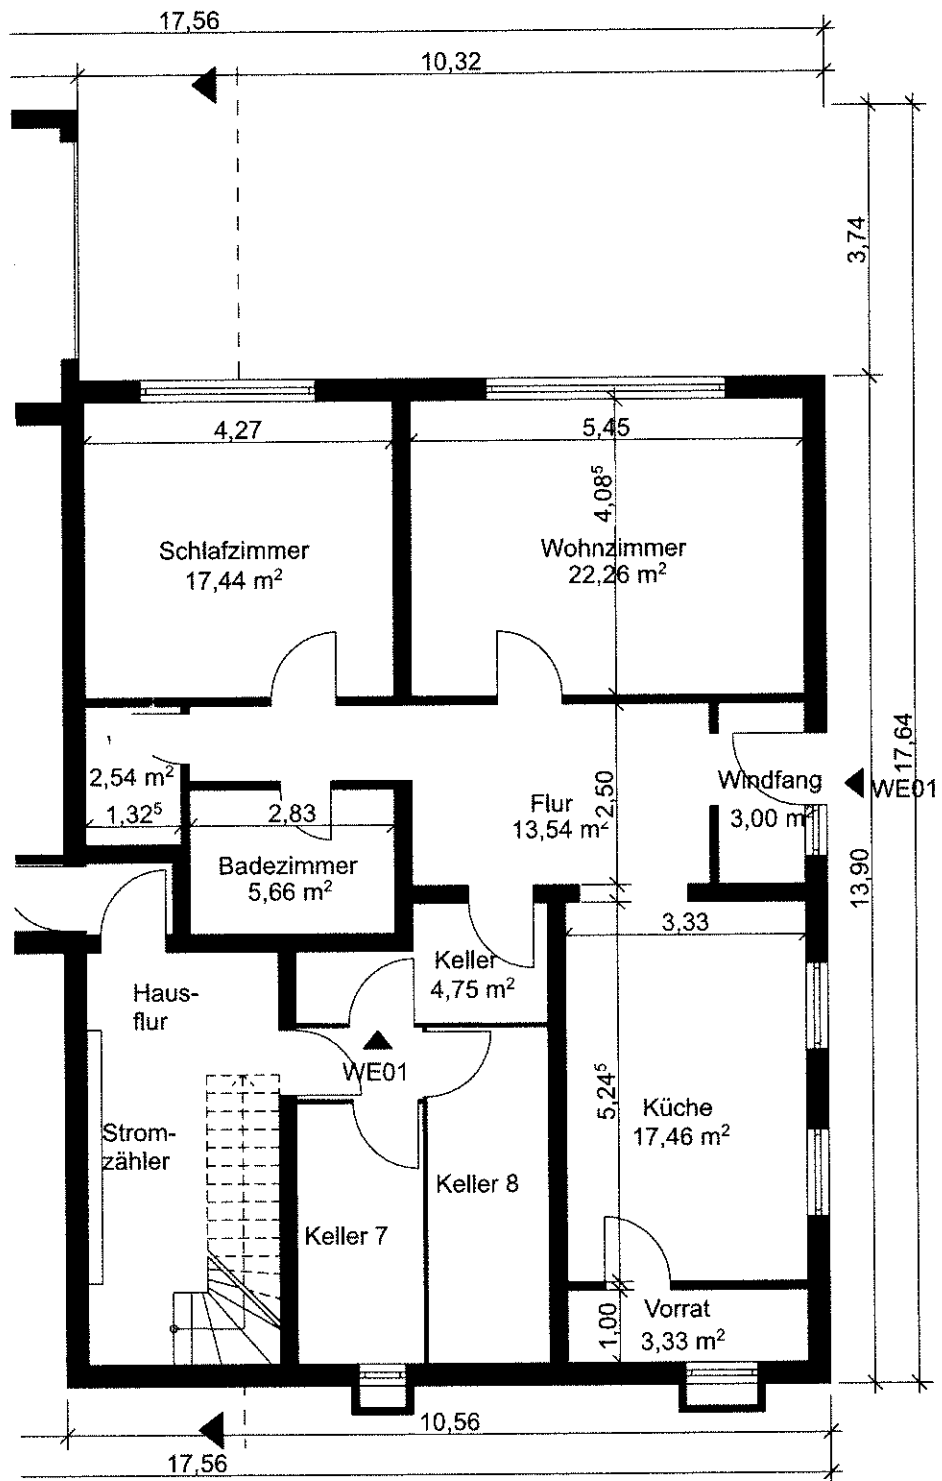 17,56
10,32
3,74
4,27
5,45
4,08⁵
Schlafzimmer
17,44 m²
Wohnzimmer
22,26 m²
17,64
2,54 m²
1,32⁵
2,83
Flur
13,54 m²
2,50
Windfang
3,00 m²
WE01
Badezimmer
5,66 m²
13,90
3,33
Keller
4,75 m²
Haus-
flur
WE01
5,24⁵
Küche
17,46 m²
Strom-
zähler
Keller 8
Keller 7
Vorrat
3,33 m²
1,00
10,56
17,56